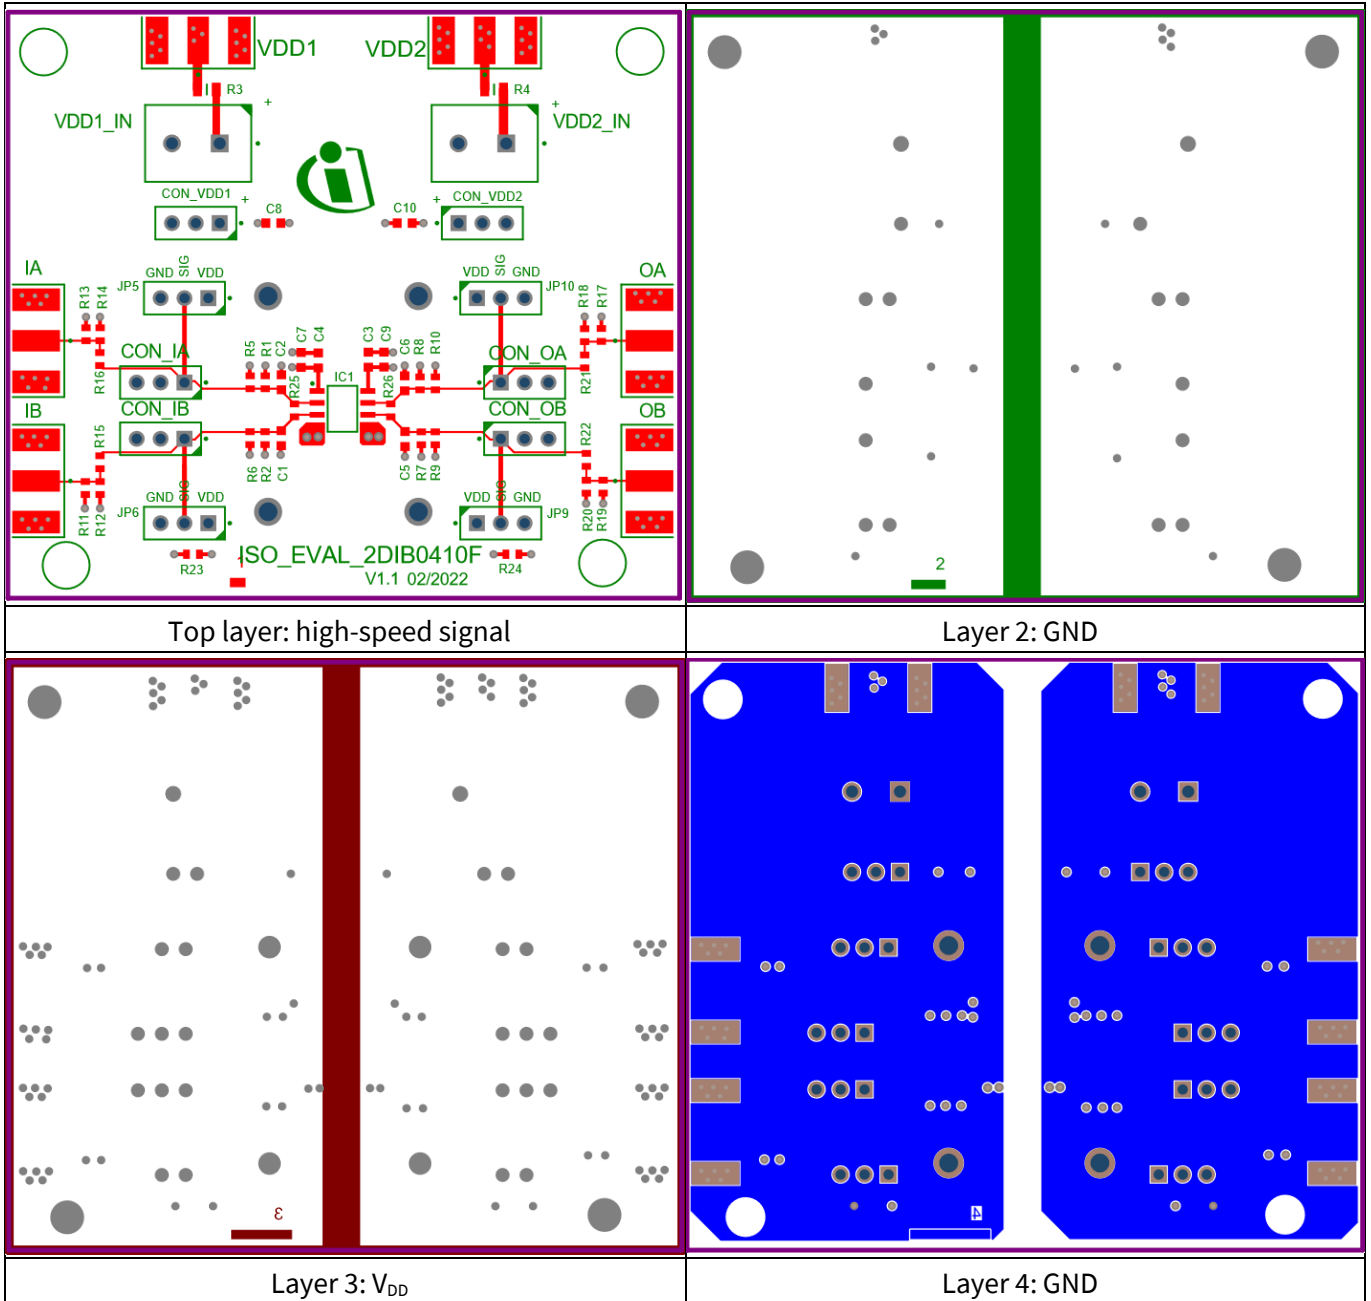 VDD1
VDD2
R3
R4
+
+
VDD1_IN
VDD2_IN
CON_VDD1
+
C8
C10
+
CON_VDD2
IA
OA
JP5
GND
SIG
VDD
VDD
SIG
GND
JP10
R13
R14
R18
R17
R16
CON_IA
R5
R1
C2
C7
C4
C3
C9
C6
R8
R10
CON_OA
R21
R25
IC1
R26
IB
CON_IB
CON_OB
OB
R15
R6
R2
C1
C5
R7
R9
R22
R11
R12
JP6
GND
SIG
VDD
VDD
SIG
GND
JP9
R20
R19
R23
R24
ISO_EVAL_2DIB0410F
V1.1 02/2022
1
2
Top layer: high-speed signal
Layer 2: GND
3
4
Layer 3: VDD
Layer 4: GND